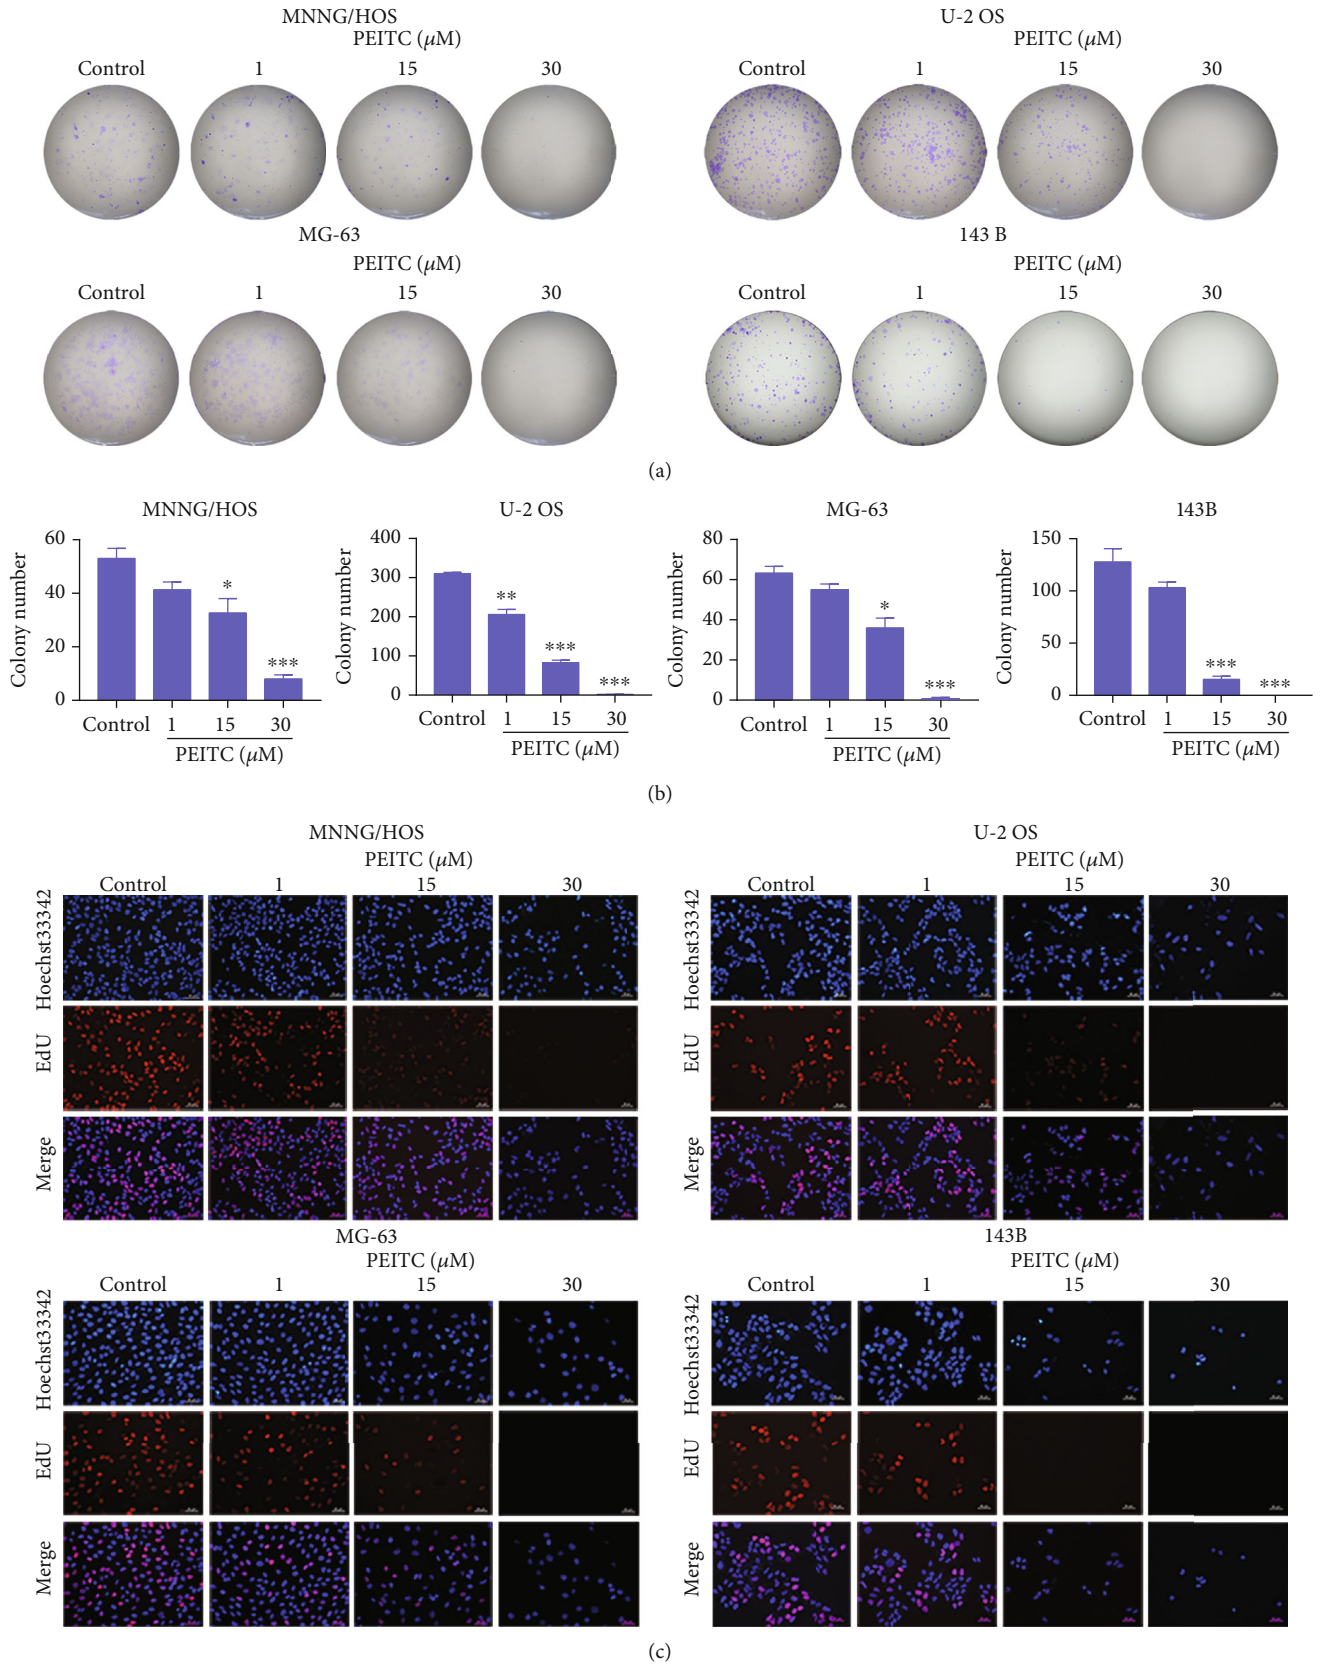 MNNG/HOS
PEITC (μM)
Control 1 15 30
U-2 OS
PEITC (μM)
Control 1 15 30
MG-63
PEITC (μM)
Control 1 15 30
143 B
PEITC (μM)
Control 1 15 30
(a)
MNNG/HOS
Colony number
60
40
20
0
*
***
Control 1 15 30
PEITC (μM)
U-2 OS
Colony number
400
300
200
100
0
**
***
***
Control 1 15 30
PEITC (μM)
MG-63
Colony number
80
60
40
20
0
*
***
Control 1 15 30
PEITC (μM)
143B
Colony number
150
100
50
0
***
***
Control 1 15 30
PEITC (μM)
(b)
MNNG/HOS
PEITC (μM)
Control 1 15 30
Hoechst33342
EdU
Merge
U-2 OS
PEITC (μM)
Control 1 15 30
Hoechst33342
EdU
Merge
MG-63
PEITC (μM)
Control 1 15 30
Hoechst33342
EdU
Merge
143B
PEITC (μM)
Control 1 15 30
Hoechst33342
EdU
Merge
(c)